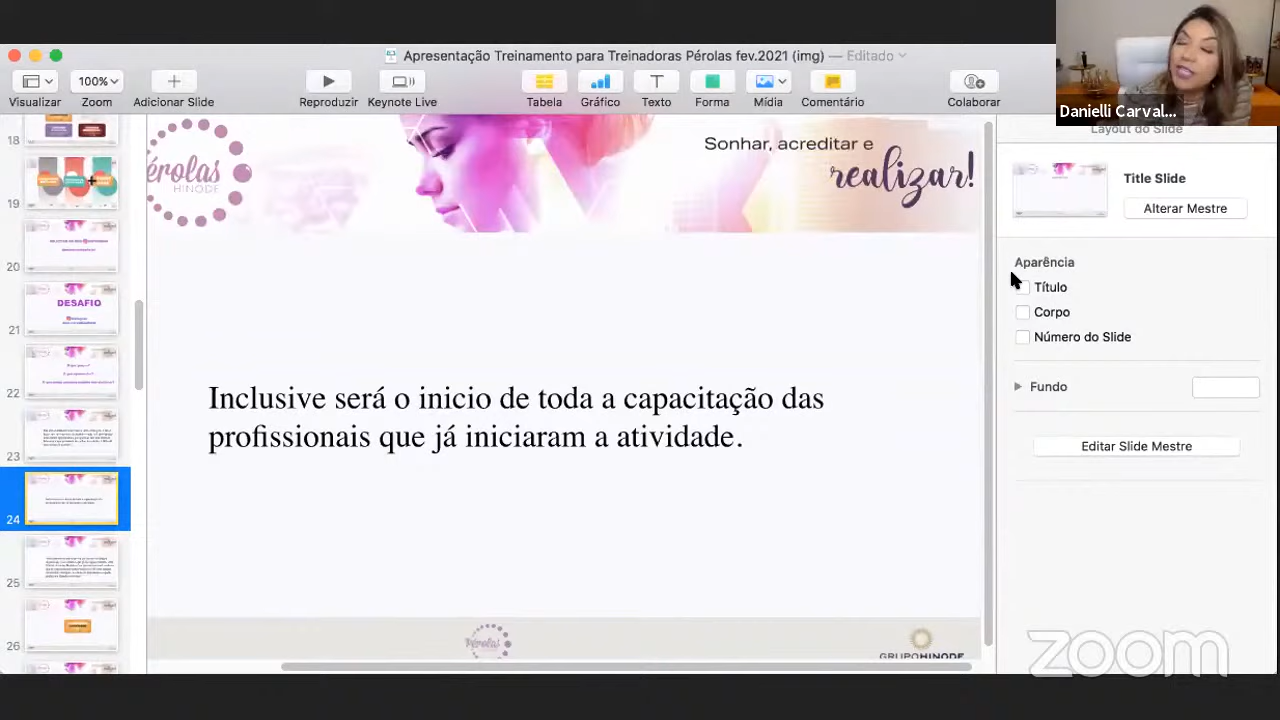 Apresentação Treinamento para Treinadoras Pérolas fev.2021 (img) — Editado
100%
Visualizar
Zoom
Adicionar Slide
Reproduzir
Keynote Live
Tabela
Gráfico
Texto
Forma
Mídia
Comentário
Colaborar
Danielli Carval...
Layout do Slide
18
19
20
21
DESAFIO
22
23
24
25
26
érolas
HINODE
Sonhar, acreditar e
realizar!
Inclusive será o inicio de toda a capacitação das
profissionais que já iniciaram a atividade.
Pérolas
GRUPOHINODE
Title Slide
Alterar Mestre
Aparência
Título
Corpo
Número do Slide
Fundo
Editar Slide Mestre
zoom